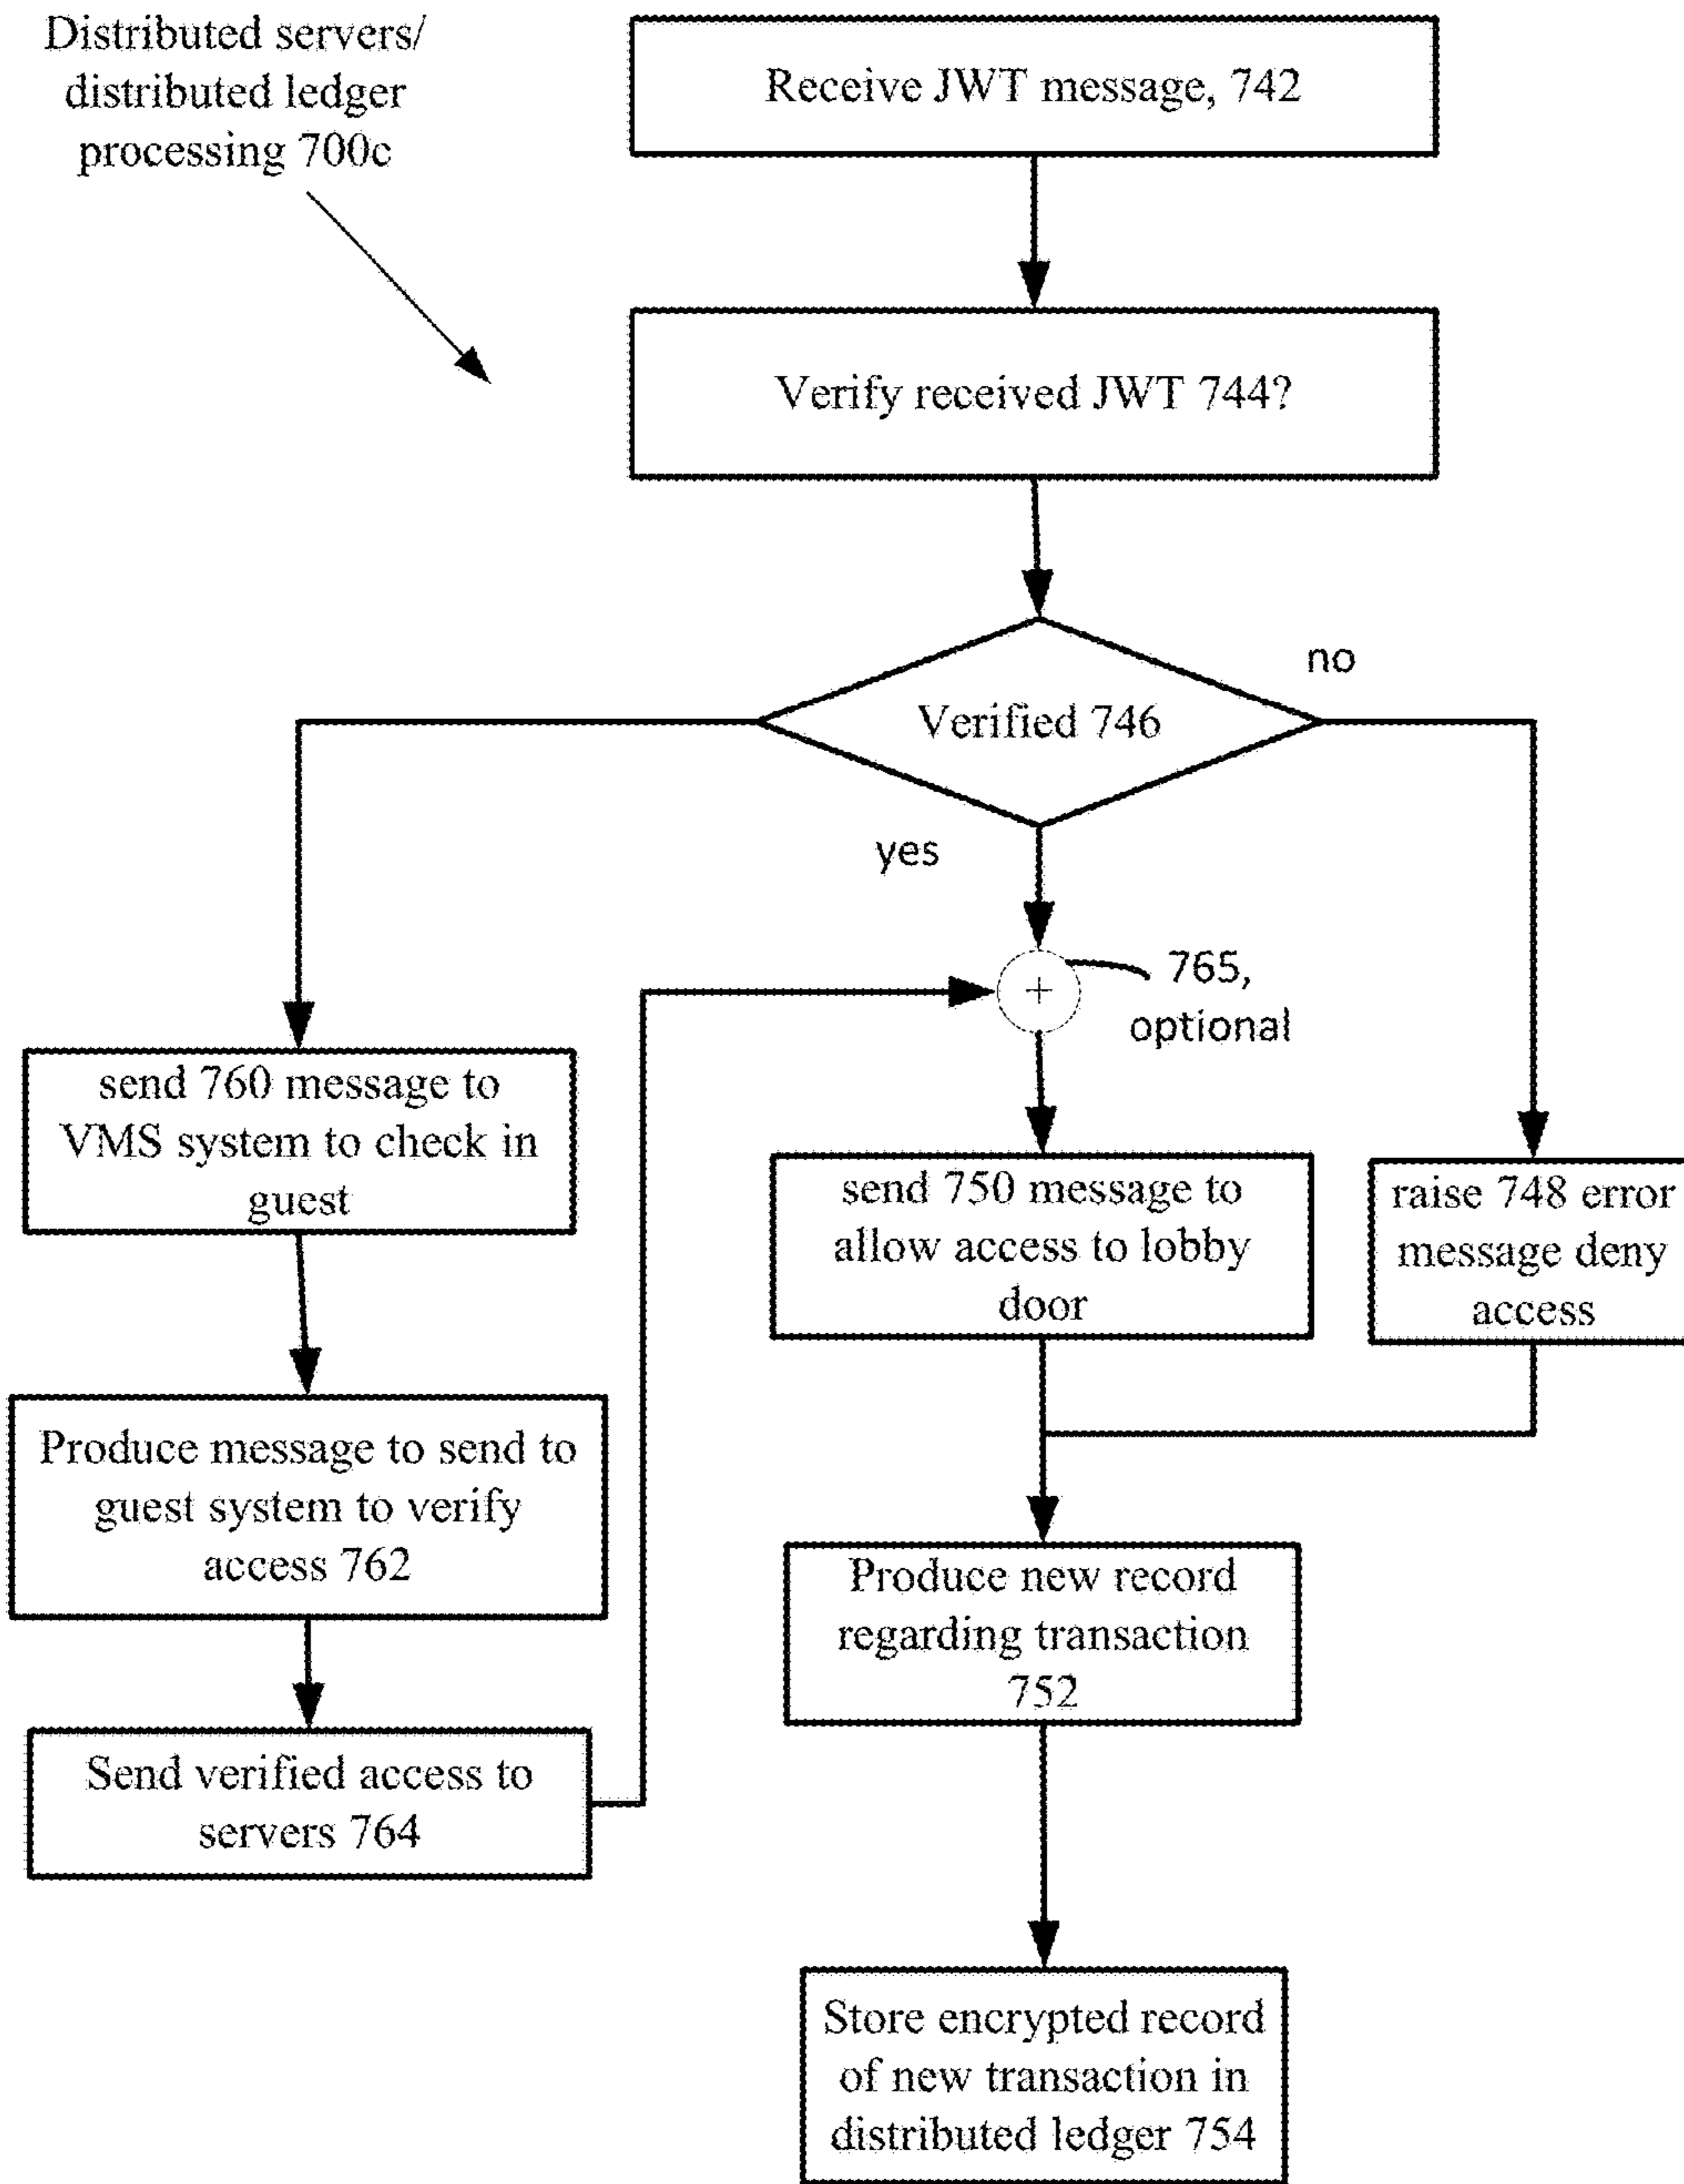 Distributed servers/
distributed ledger
processing 700c
Receive JWT message, 742
Verify received JWT 744?
Verified 746
no
yes
765,
optional
send 760 message to
VMS system to check in
guest
send 750 message to
allow access to lobby
door
raise 748 error
message deny
access
Produce message to send to
guest system to verify
access 762
Produce new record
regarding transaction
752
Send verified access to
servers 764
Store encrypted record
of new transaction in
distributed ledger 754